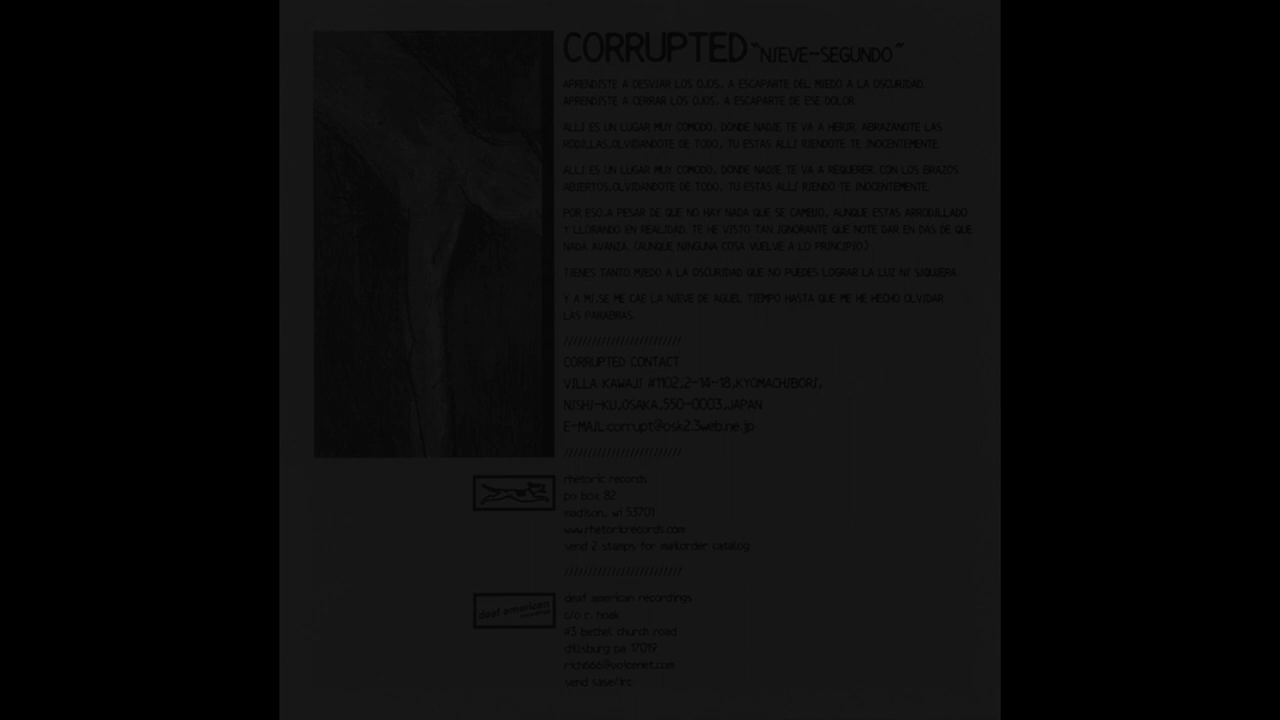 CORRUPTED "NIEVE-SEGUNDO"
APRENDISTE A DESVIAR LOS OJOS. A ESCAPARTE DEL MIEDO A LA OSCURIDAD.
APRENDISTE A CERRAR LOS OJOS. A ESCAPARTE DE ESE DOLOR.
ALLI ES UN LUGAR MUY COMODO. DONDE NADIE TE VA A HERIR. ABRAZANOTE LAS
RODILLAS,OLVIDANDOTE DE TODO. TU ESTAS ALLI RIENDOTE TE INOCENTEMENTE.
ALLI ES UN LUGAR MUY COMODO. DONDE NADIE TE VA A REQUERER. CON LOS BRAZOS
ABIERTOS,OLVIDANDOTE DE TODO. TU ESTAS ALLI RIENDO TE INOCENTEMENTE.
POR ESO,A PESAR DE QUE NO HAY NADA QUE SE CAMBIO, AUNQUE ESTAS ARRODILLADO
Y LLORANDO EN REALIDAD. TE HE VISTO TAN IGNORANTE QUE NOTE DAR EN DAS DE QUE
NADA AVANZA. (AUNQUE NINGUNA COSA VUELVE A LO PRINCIPIO.)
TIENES TANTO MIEDO A LA OSCURIDAD QUE NO PUEDES LOGRAR LA LUZ NI SIQUIERA.
Y A MI,SE ME CAE LA NIEVE DE AQUEL TIEMPO HASTA QUE ME HE HECHO OLVIDAR
LAS PARABRAS.
/////////////////////////
CORRUPTED CONTACT
VILLA KAWAJI #1102,2-14-18,KYOMACHIBORI,
NISHI-KU,OSAKA,550-0003,JAPAN
E-MAIL.corrupt@osk2.3web.ne.jp
/////////////////////////
rhetoric records
po box 82
madison, wi 53701
www.rhetoricrecords.com
send 2 stamps for mailorder catalog
/////////////////////////
deaf american recordings
deaf american
recordings
c/o r. hoak
#3 bethel church road
dillsburg pa 17019
rich666@voicenet.com
send sase/irc